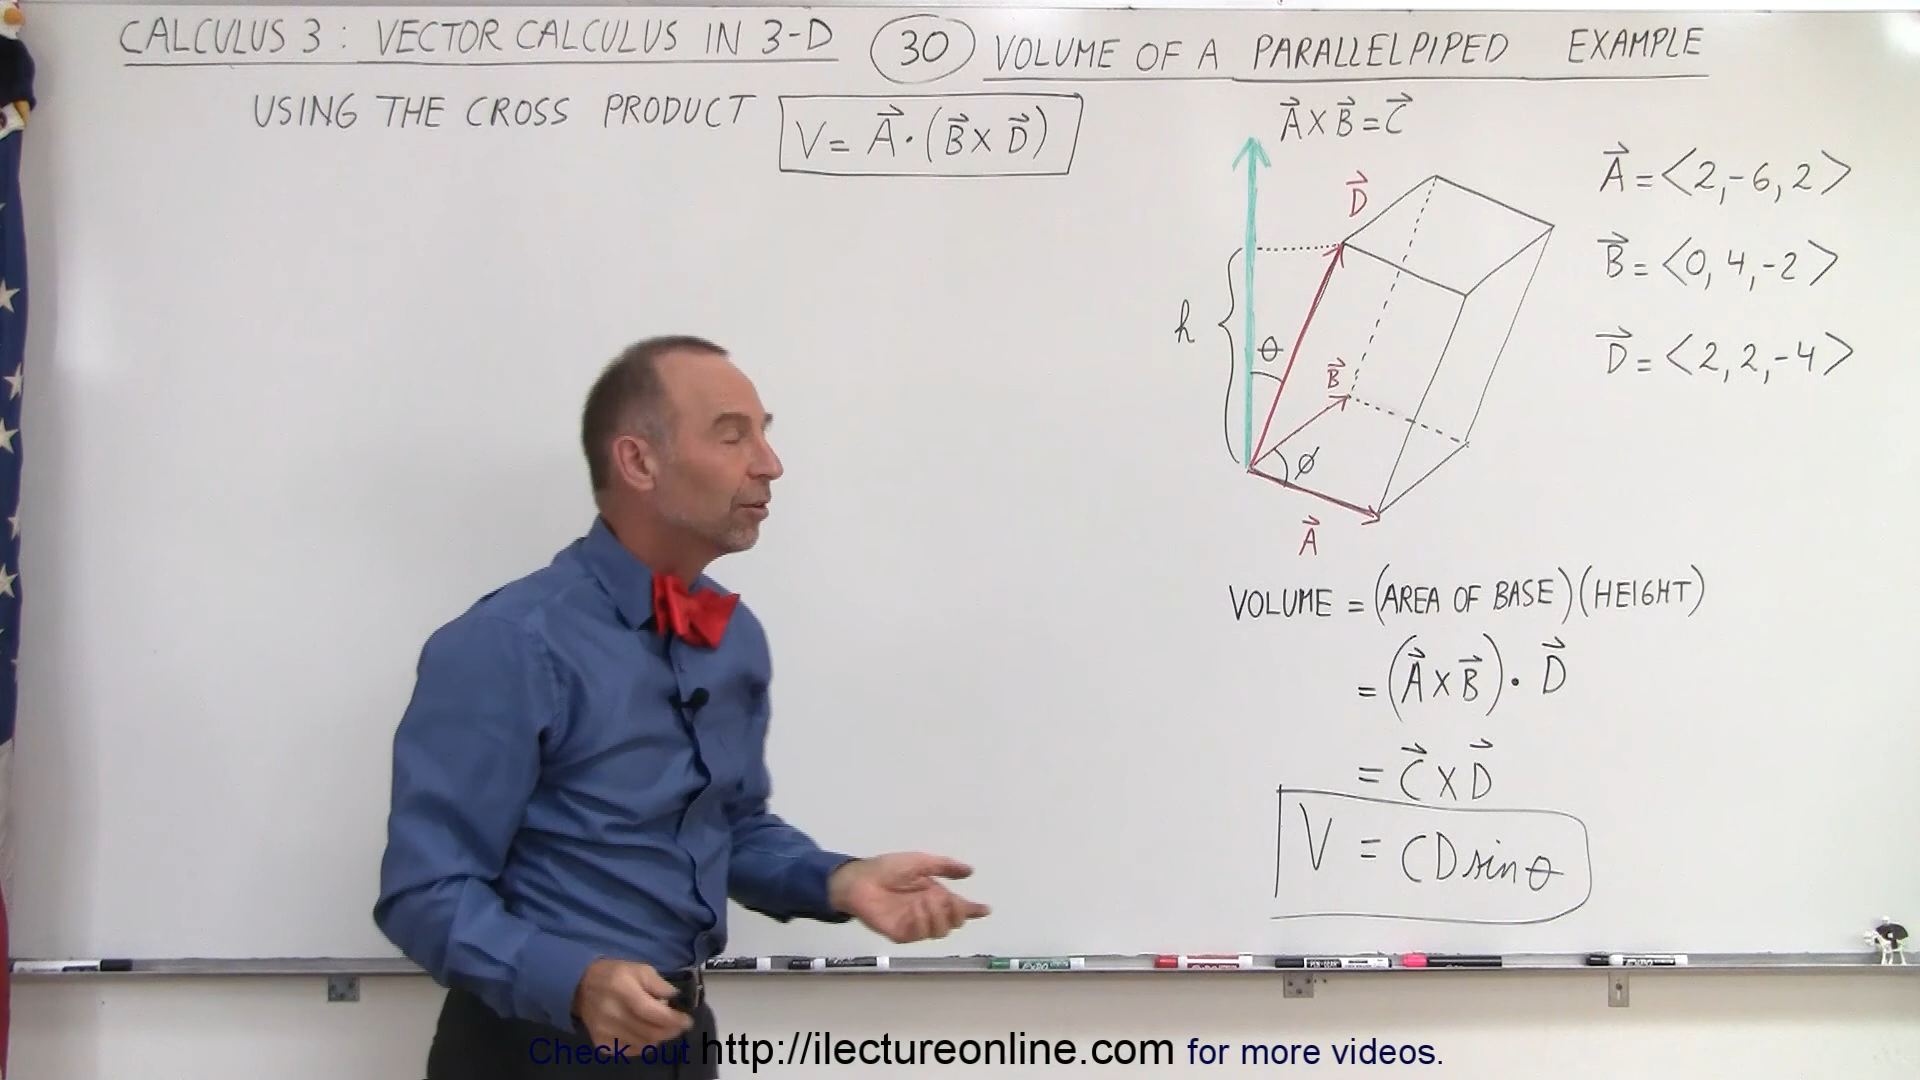 CALCULUS 3 : VECTOR CALCULUS IN 3-D 30 VOLUME OF A PARALLELPIPED EXAMPLE
USING THE CROSS PRODUCT V = A⃗·(B⃗×D⃗)
A⃗×B⃗=C⃗
A⃗ = <2,-6,2>
B⃗ = <0,4,-2>
D⃗ = <2,2,-4>
D⃗
h
θ
B⃗
φ
A⃗
VOLUME = (AREA OF BASE)(HEIGHT)
= (A⃗×B⃗)·D⃗
= C⃗×D⃗
V = CD sin θ
Check out http://ilectureonline.com for more videos.